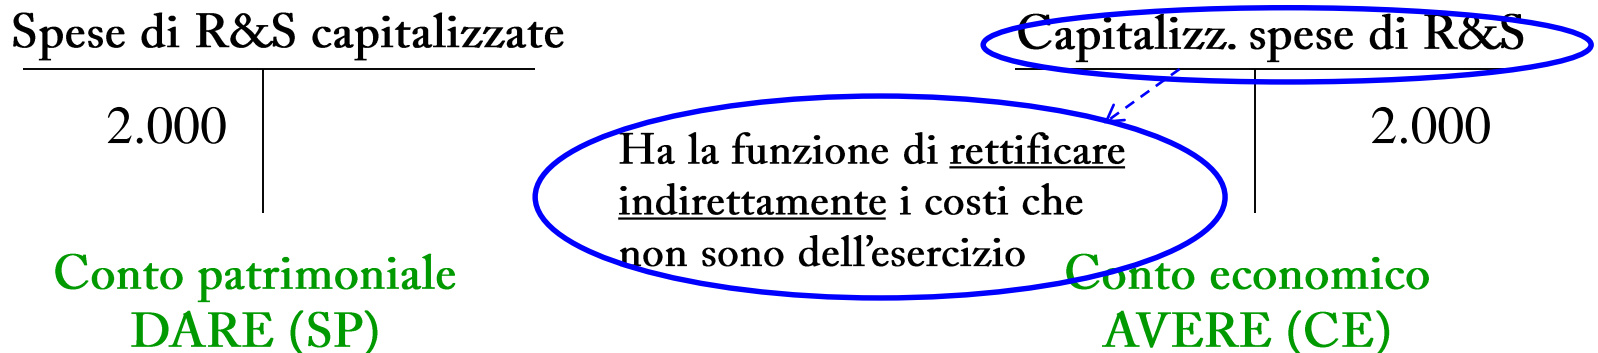 Spese di R&S capitalizzate
Capitalizz. spese di R&S
2.000
2.000
Ha la funzione di rettificare
indirettamente i costi che
non sono dell’esercizio
Conto patrimoniale
DARE (SP)
Conto economico
AVERE (CE)